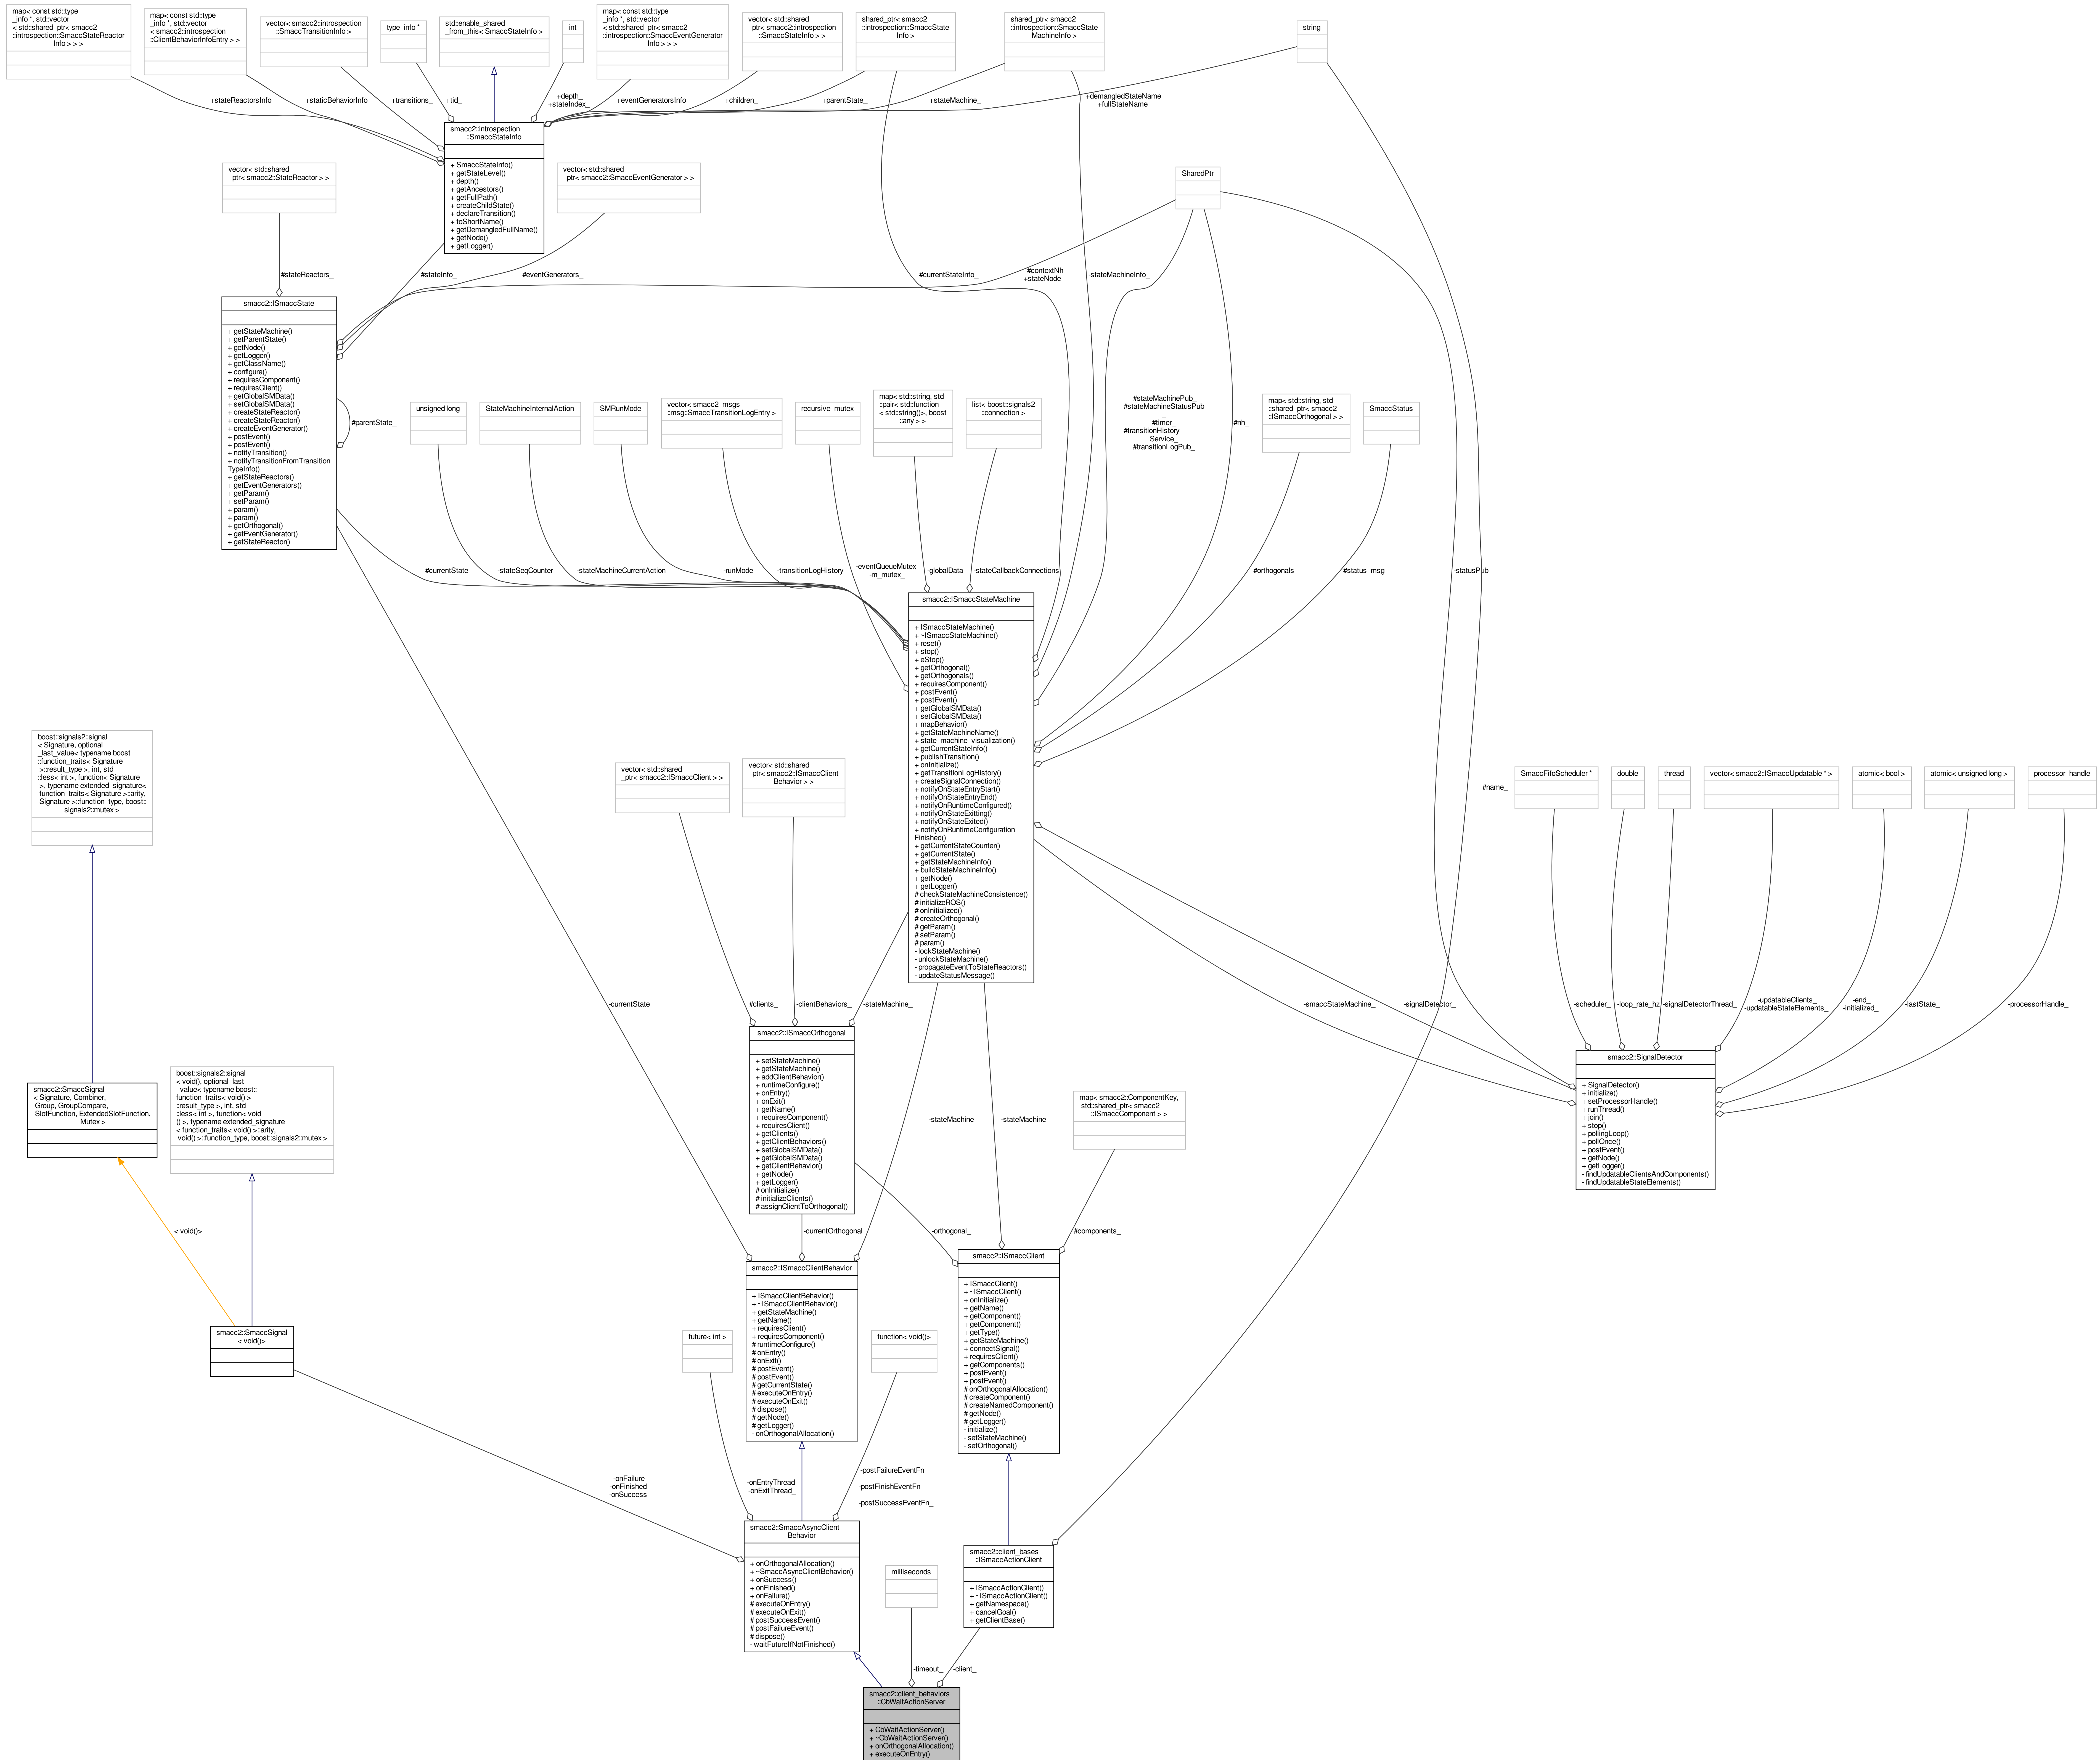 map< const std::type
_info *, std::vector
< std::shared_ptr< smacc2
::introspection::SmaccStateReactor
Info > > >
map< const std::type
_info *, std::vector
< smacc2::introspection
::ClientBehaviorInfoEntry > >
vector< smacc2::introspection
::SmaccTransitionInfo >
type_info *
std::enable_shared
_from_this< SmaccStateInfo >
int
map< const std::type
_info *, std::vector
< std::shared_ptr< smacc2
::introspection::SmaccEventGenerator
Info > > >
vector< std::shared
_ptr< smacc2::introspection
::SmaccStateInfo > >
shared_ptr< smacc2
::introspection::SmaccState
Info >
shared_ptr< smacc2
::introspection::SmaccState
MachineInfo >
string
+stateReactorsInfo
+staticBehaviorInfo
+transitions_
+tid_
+depth_
+stateIndex_
+eventGeneratorsInfo
+children_
+parentState_
+stateMachine_
+demangledStateName
+fullStateName
smacc2::introspection
::SmaccStateInfo
+ SmaccStateInfo()
+ getStateLevel()
+ depth()
+ getAncestors()
+ getFullPath()
+ createChildState()
+ declareTransition()
+ toShortName()
+ getDemangledFullName()
+ getNode()
+ getLogger()
vector< std::shared
_ptr< smacc2::StateReactor > >
vector< std::shared
_ptr< smacc2::SmaccEventGenerator > >
SharedPtr
#stateReactors_
#stateInfo_
#eventGenerators_
#currentStateInfo_
#contextNh
+stateNode_
-stateMachineInfo_
smacc2::ISmaccState
+ getStateMachine()
+ getParentState()
+ getNode()
+ getLogger()
+ getClassName()
+ configure()
+ requiresComponent()
+ requiresClient()
+ getGlobalSMData()
+ setGlobalSMData()
+ createStateReactor()
+ createStateReactor()
+ createEventGenerator()
+ postEvent()
+ postEvent()
+ notifyTransition()
+ notifyTransitionFromTransition
TypeInfo()
+ getStateReactors()
+ getEventGenerators()
+ getParam()
+ setParam()
+ param()
+ param()
+ getOrthogonal()
+ getEventGenerator()
+ getStateReactor()
#parentState_
unsigned long
StateMachineInternalAction
SMRunMode
vector< smacc2_msgs
::msg::SmaccTransitionLogEntry >
recursive_mutex
map< std::string, std
::pair< std::function
< std::string()>, boost
::any > >
list< boost::signals2
::connection >
#stateMachinePub_
#stateMachineStatusPub
_
#timer_
#transitionHistory
Service_
#transitionLogPub_
#nh_
map< std::string, std
::shared_ptr< smacc2
::ISmaccOrthogonal > >
SmaccStatus
#currentState_
-stateSeqCounter_
-stateMachineCurrentAction
-runMode_
-transitionLogHistory_
-eventQueueMutex_
-m_mutex_
-globalData_
-stateCallbackConnections
#orthogonals_
#status_msg_
-statusPub_
smacc2::ISmaccStateMachine
+ ISmaccStateMachine()
+ ~ISmaccStateMachine()
+ reset()
+ stop()
+ eStop()
+ getOrthogonal()
+ getOrthogonals()
+ requiresComponent()
+ postEvent()
+ postEvent()
+ getGlobalSMData()
+ setGlobalSMData()
+ mapBehavior()
+ getStateMachineName()
+ state_machine_visualization()
+ getCurrentStateInfo()
+ publishTransition()
+ onInitialize()
+ getTransitionLogHistory()
+ createSignalConnection()
+ notifyOnStateEntryStart()
+ notifyOnStateEntryEnd()
+ notifyOnRuntimeConfigured()
+ notifyOnStateExitting()
+ notifyOnStateExited()
+ notifyOnRuntimeConfiguration
Finished()
+ getCurrentStateCounter()
+ getCurrentState()
+ getStateMachineInfo()
+ buildStateMachineInfo()
+ getNode()
+ getLogger()
# checkStateMachineConsistence()
# initializeROS()
# onInitialized()
# createOrthogonal()
# getParam()
# setParam()
# param()
- lockStateMachine()
- unlockStateMachine()
- propagateEventToStateReactors()
- updateStatusMessage()
boost::signals2::signal
< Signature, optional
_last_value< typename boost
::function_traits< Signature
>::result_type >, int, std
::less< int >, function< Signature
>, typename extended_signature<
function_traits< Signature >::arity,
Signature >::function_type, boost::
signals2::mutex >
vector< std::shared
_ptr< smacc2::ISmaccClient > >
vector< std::shared
_ptr< smacc2::ISmaccClient
Behavior > >
#name_
SmaccFifoScheduler *
double
thread
vector< smacc2::ISmaccUpdatable * >
atomic< bool >
atomic< unsigned long >
processor_handle
-currentState
#clients_
-clientBehaviors_
-stateMachine_
-smaccStateMachine_
-signalDetector_
-scheduler_
-loop_rate_hz
-signalDetectorThread_
-updatableClients_
-updatableStateElements_
-end_
-initialized_
-lastState_
-processorHandle_
smacc2::ISmaccOrthogonal
+ setStateMachine()
+ getStateMachine()
+ addClientBehavior()
+ runtimeConfigure()
+ onEntry()
+ onExit()
+ getName()
+ requiresComponent()
+ requiresClient()
+ getClients()
+ getClientBehaviors()
+ setGlobalSMData()
+ getGlobalSMData()
+ getClientBehavior()
+ getNode()
+ getLogger()
# onInitialize()
# initializeClients()
# assignClientToOrthogonal()
smacc2::SignalDetector
+ SignalDetector()
+ initialize()
+ setProcessorHandle()
+ runThread()
+ join()
+ stop()
+ pollingLoop()
+ pollOnce()
+ postEvent()
+ getNode()
+ getLogger()
- findUpdatableClientsAndComponents()
- findUpdatableStateElements()
smacc2::SmaccSignal
< Signature, Combiner,
Group, GroupCompare,
SlotFunction, ExtendedSlotFunction,
Mutex >
boost::signals2::signal
< void(), optional_last
_value< typename boost::
function_traits< void() >
::result_type >, int, std
::less< int >, function< void
() >, typename extended_signature
< function_traits< void() >::arity,
void() >::function_type, boost::signals2::mutex >
-stateMachine_
-stateMachine_
map< smacc2::ComponentKey,
std::shared_ptr< smacc2
::ISmaccComponent > >
< void()>
-currentOrthogonal
-orthogonal_
#components_
smacc2::ISmaccClientBehavior
+ ISmaccClientBehavior()
+ ~ISmaccClientBehavior()
+ getStateMachine()
+ getName()
+ requiresClient()
+ requiresComponent()
# runtimeConfigure()
# onEntry()
# onExit()
# postEvent()
# postEvent()
# getCurrentState()
# executeOnEntry()
# executeOnExit()
# dispose()
# getNode()
# getLogger()
- onOrthogonalAllocation()
smacc2::ISmaccClient
+ ISmaccClient()
+ ~ISmaccClient()
+ onInitialize()
+ getName()
+ getComponent()
+ getComponent()
+ getType()
+ getStateMachine()
+ connectSignal()
+ requiresClient()
+ getComponents()
+ postEvent()
+ postEvent()
# onOrthogonalAllocation()
# createComponent()
# createNamedComponent()
# getNode()
# getLogger()
- initialize()
- setStateMachine()
- setOrthogonal()
smacc2::SmaccSignal
< void()>
future< int >
function< void()>
-onFailure_
-onFinished_
-onSuccess_
-onEntryThread_
-onExitThread_
-postFailureEventFn
_
-postFinishEventFn
_
-postSuccessEventFn_
smacc2::SmaccAsyncClient
Behavior
+ onOrthogonalAllocation()
+ ~SmaccAsyncClientBehavior()
+ onSuccess()
+ onFinished()
+ onFailure()
# executeOnEntry()
# executeOnExit()
# postSuccessEvent()
# postFailureEvent()
# dispose()
- waitFutureIfNotFinished()
milliseconds
smacc2::client_bases
::ISmaccActionClient
+ ISmaccActionClient()
+ ~ISmaccActionClient()
+ getNamespace()
+ cancelGoal()
+ getClientBase()
-timeout_
-client_
smacc2::client_behaviors
::CbWaitActionServer
+ CbWaitActionServer()
+ ~CbWaitActionServer()
+ onOrthogonalAllocation()
+ executeOnEntry()